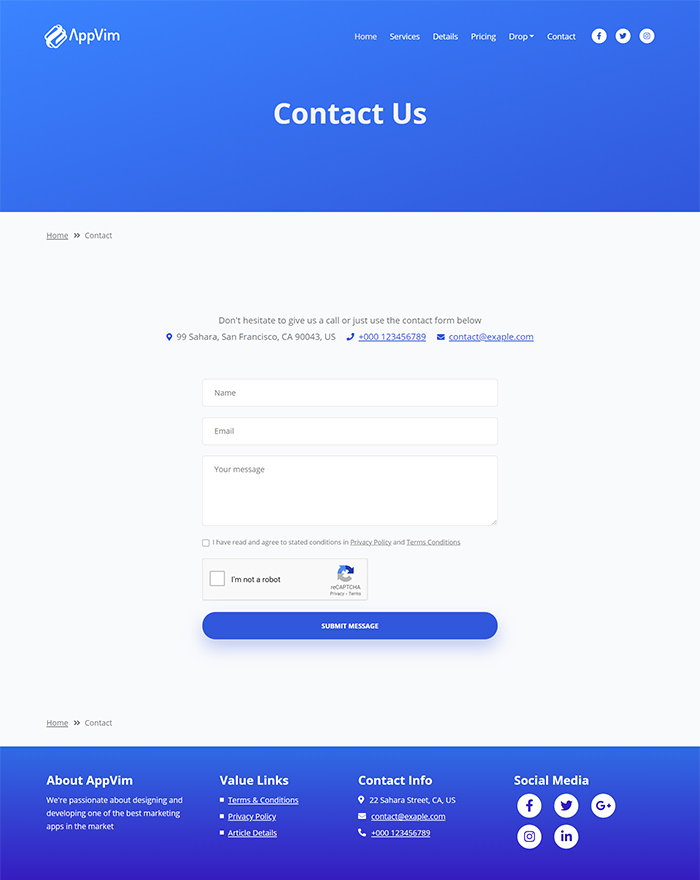 AppVim
Home Services Details Pricing Drop Contact
Contact Us
Home Contact
Don't hesitate to give us a call or just use the contact form below
99 Sahara, San Francisco, CA 90043, US +000 123456789 contact@exaple.com
Name
Email
Your message
I have read and agree to stated conditions in Privacy Policy and Terms Conditions
I'm not a robot
reCAPTCHA
Privacy - Terms
SUBMIT MESSAGE
Home Contact
About AppVim
We're passionate about designing and
developing one of the best marketing
apps in the market
Value Links
Terms & Conditions
Privacy Policy
Article Details
Contact Info
22 Sahara Street, CA, US
contact@exaple.com
+000 123456789
Social Media